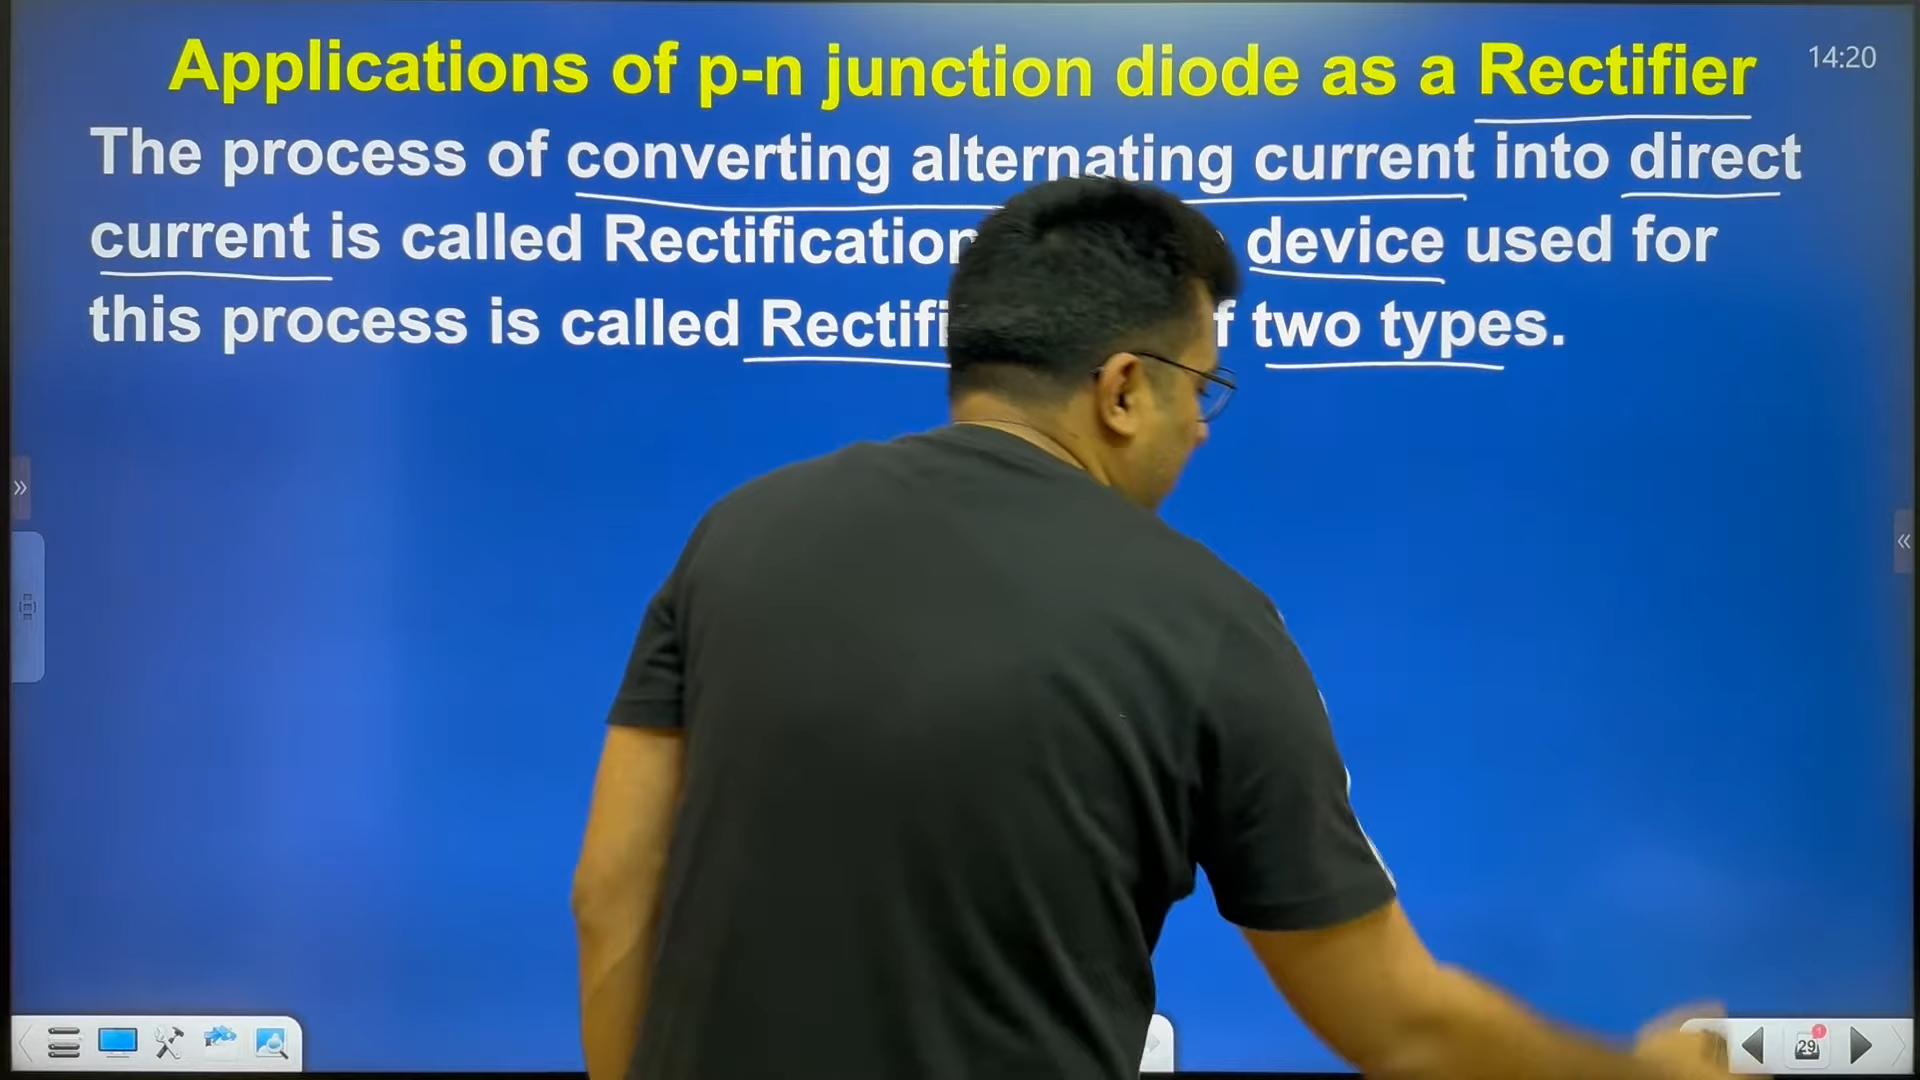 Applications of p-n junction diode as a Rectifier
14:20
The process of converting alternating current into direct
current is called Rectification device used for
this process is called Rectifi f two types.
29